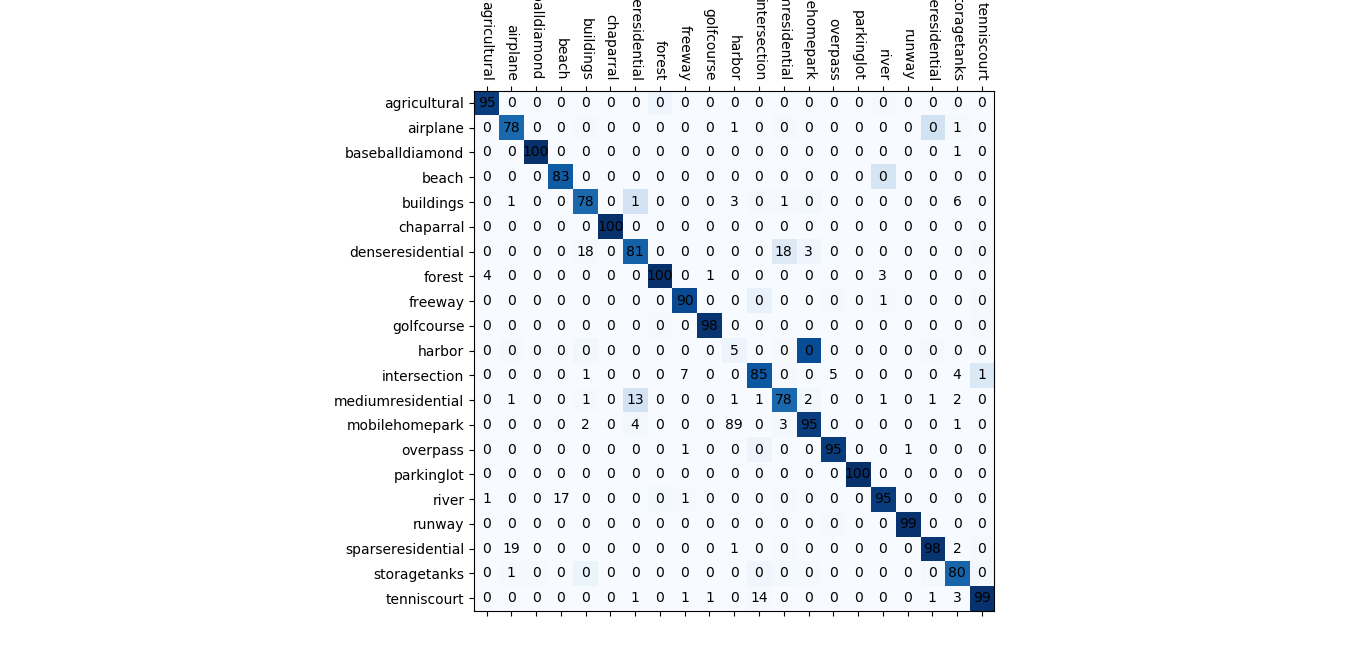 agricultural airplane balldiamond beach buildings chaparral eresidential forest freeway golfcourse harbor intersection residential ehomepark overpass parkinglot river runway eresidential toragetanks tenniscourt
agricultural 95 0 0 0 0 0 0 0 0 0 0 0 0 0 0 0 0 0 0 0 0
airplane 0 78 0 0 0 0 0 0 0 0 1 0 0 0 0 0 0 0 0 1 0
baseballdiamond 0 0 100 0 0 0 0 0 0 0 0 0 0 0 0 0 0 0 0 1 0
beach 0 0 0 83 0 0 0 0 0 0 0 0 0 0 0 0 0 0 0 0 0
buildings 0 1 0 0 78 0 1 0 0 0 3 0 1 0 0 0 0 0 0 6 0
chaparral 0 0 0 0 0 100 0 0 0 0 0 0 0 0 0 0 0 0 0 0 0
denseresidential 0 0 0 0 18 0 81 0 0 0 0 0 18 3 0 0 0 0 0 0 0
forest 4 0 0 0 0 0 0 100 0 1 0 0 0 0 0 0 3 0 0 0 0
freeway 0 0 0 0 0 0 0 0 90 0 0 0 0 0 0 0 1 0 0 0 0
golfcourse 0 0 0 0 0 0 0 0 0 98 0 0 0 0 0 0 0 0 0 0 0
harbor 0 0 0 0 0 0 0 0 0 0 5 0 0 0 0 0 0 0 0 0 0
intersection 0 0 0 0 1 0 0 0 7 0 0 85 0 0 5 0 0 0 0 4 1
mediumresidential 0 1 0 0 1 0 13 0 0 0 1 1 78 2 0 0 1 0 1 2 0
mobilehomepark 0 0 0 0 2 0 4 0 0 0 89 0 3 95 0 0 0 0 0 1 0
overpass 0 0 0 0 0 0 0 0 1 0 0 0 0 0 95 0 0 1 0 0 0
parkinglot 0 0 0 0 0 0 0 0 0 0 0 0 0 0 0 100 0 0 0 0 0
river 1 0 0 17 0 0 0 0 1 0 0 0 0 0 0 0 95 0 0 0 0
runway 0 0 0 0 0 0 0 0 0 0 0 0 0 0 0 0 0 99 0 0 0
sparseresidential 0 19 0 0 0 0 0 0 0 0 1 0 0 0 0 0 0 0 98 2 0
storagetanks 0 1 0 0 0 0 0 0 0 0 0 0 0 0 0 0 0 0 0 80 0
tenniscourt 0 0 0 0 0 0 1 0 1 1 0 14 0 0 0 0 0 0 1 3 99